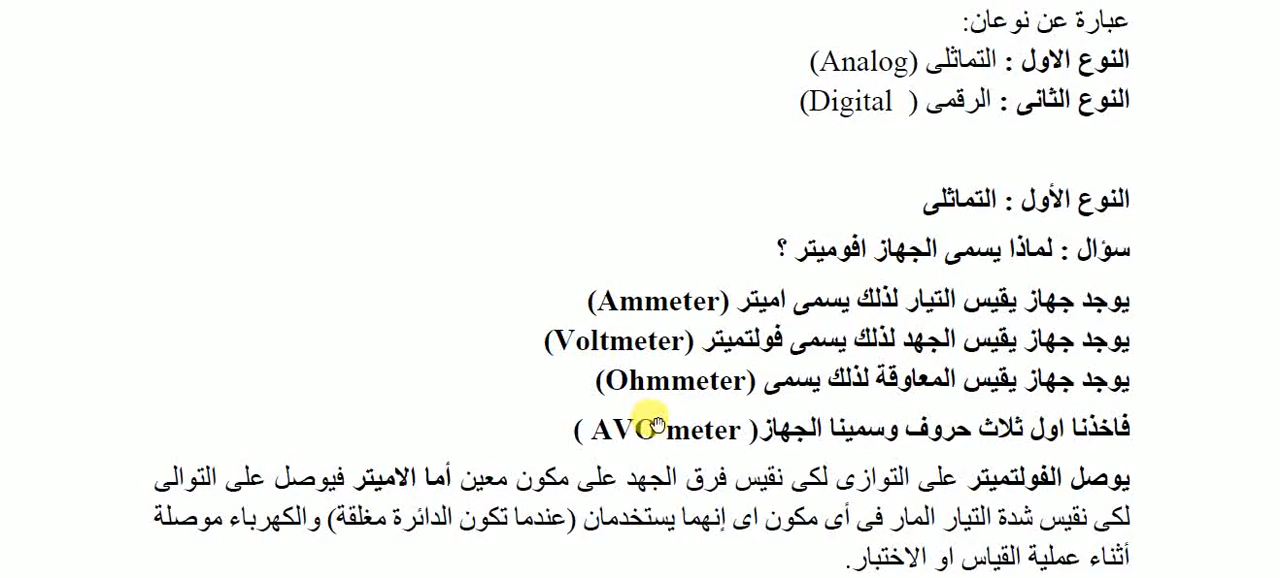 عبارة عن نوعان:
النوع الاول : التماثلى (Analog)
النوع الثانى : الرقمى ( Digital)
النوع الأول : التماثلى
سؤال : لماذا يسمى الجهاز افوميتر ؟
يوجد جهاز يقيس التيار لذلك يسمى اميتر (Ammeter)
يوجد جهاز يقيس الجهد لذلك يسمى فولتميتر (Voltmeter)
يوجد جهاز يقيس المعاوقة لذلك يسمى (Ohmmeter)
فاخذنا اول ثلاث حروف وسمينا الجهاز( AVO meter )
يوصل الفولتميتر على التوازى لكى نقيس فرق الجهد على مكون معين أما الاميتر فيوصل على التوالى
لكى نقيس شدة التيار المار فى أى مكون اى إنهما يستخدمان (عندما تكون الدائرة مغلقة) والكهرباء موصلة
أثناء عملية القياس او الاختبار.